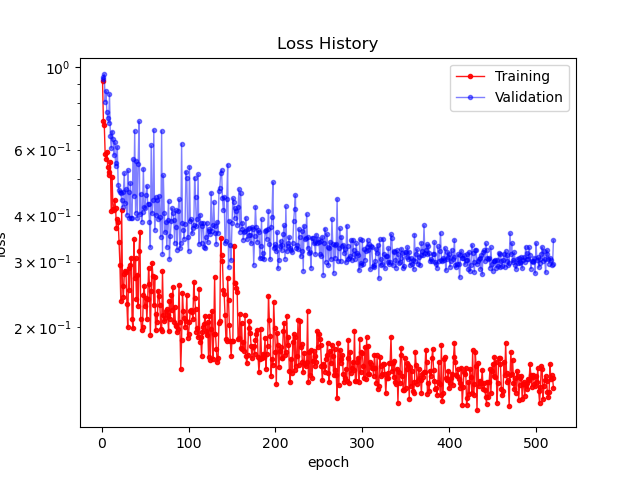 Loss History
Training
Validation
10⁰
6 × 10⁻¹
4 × 10⁻¹
3 × 10⁻¹
2 × 10⁻¹
loss
0 100 200 300 400 500
epoch